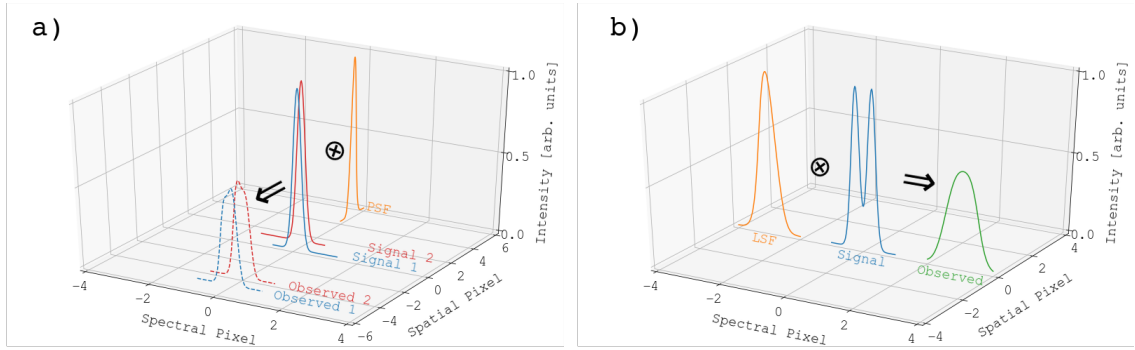 a)
1.0
0.5
0.0
Intensity [arb. units]
PSF
Signal 2
Signal 1
Observed 2
Observed 1
−4
−2
0
2
4
Spectral Pixel
−6
−4
−2
0
2
4
6
Spatial Pixel
b)
1.0
0.5
0.0
Intensity [arb. units]
LSF
Signal
Observed
−4
−2
0
2
4
Spectral Pixel
−4
−2
0
2
4
Spatial Pixel